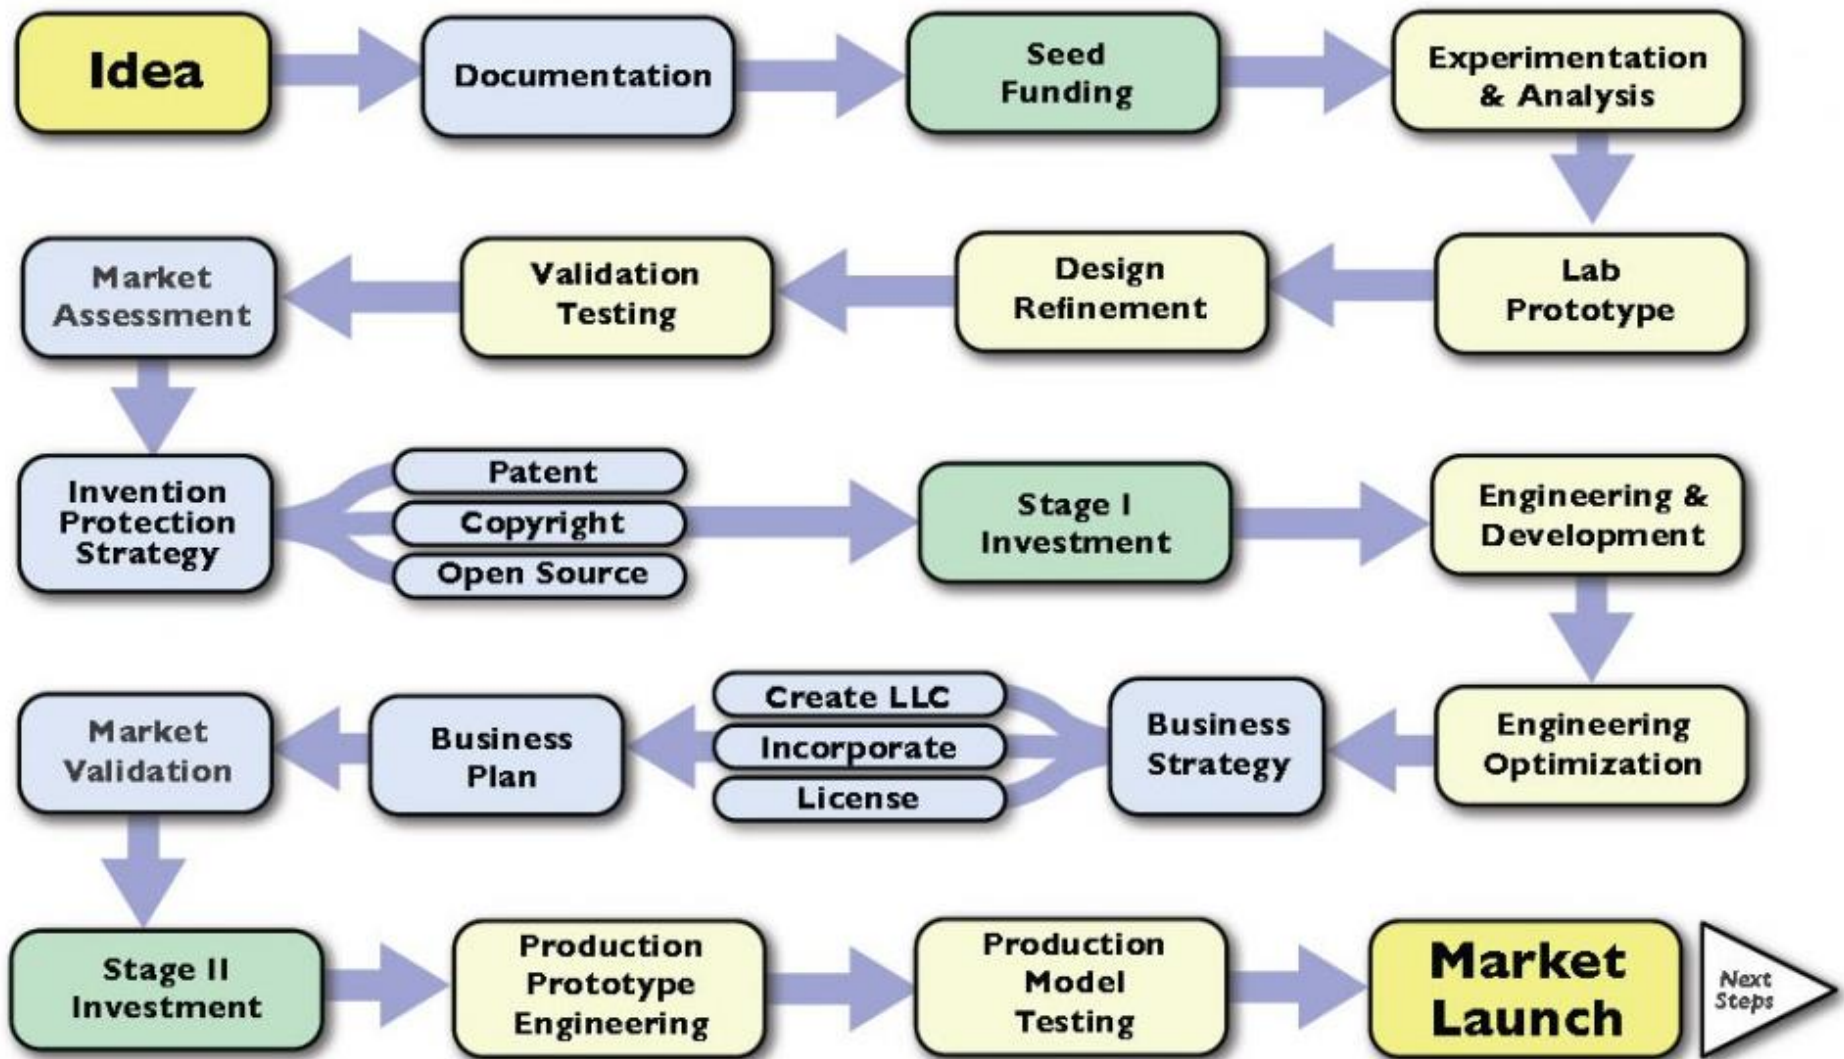 Idea
Documentation
Seed
Funding
Experimentation
& Analysis
Market
Assessment
Validation
Testing
Design
Refinement
Lab
Prototype
Invention
Protection
Strategy
Patent
Copyright
Open Source
Stage I
Investment
Engineering &
Development
Market
Validation
Business
Plan
Create LLC
Incorporate
License
Business
Strategy
Engineering
Optimization
Stage II
Investment
Production
Prototype
Engineering
Production
Model
Testing
Market
Launch
Next
Steps